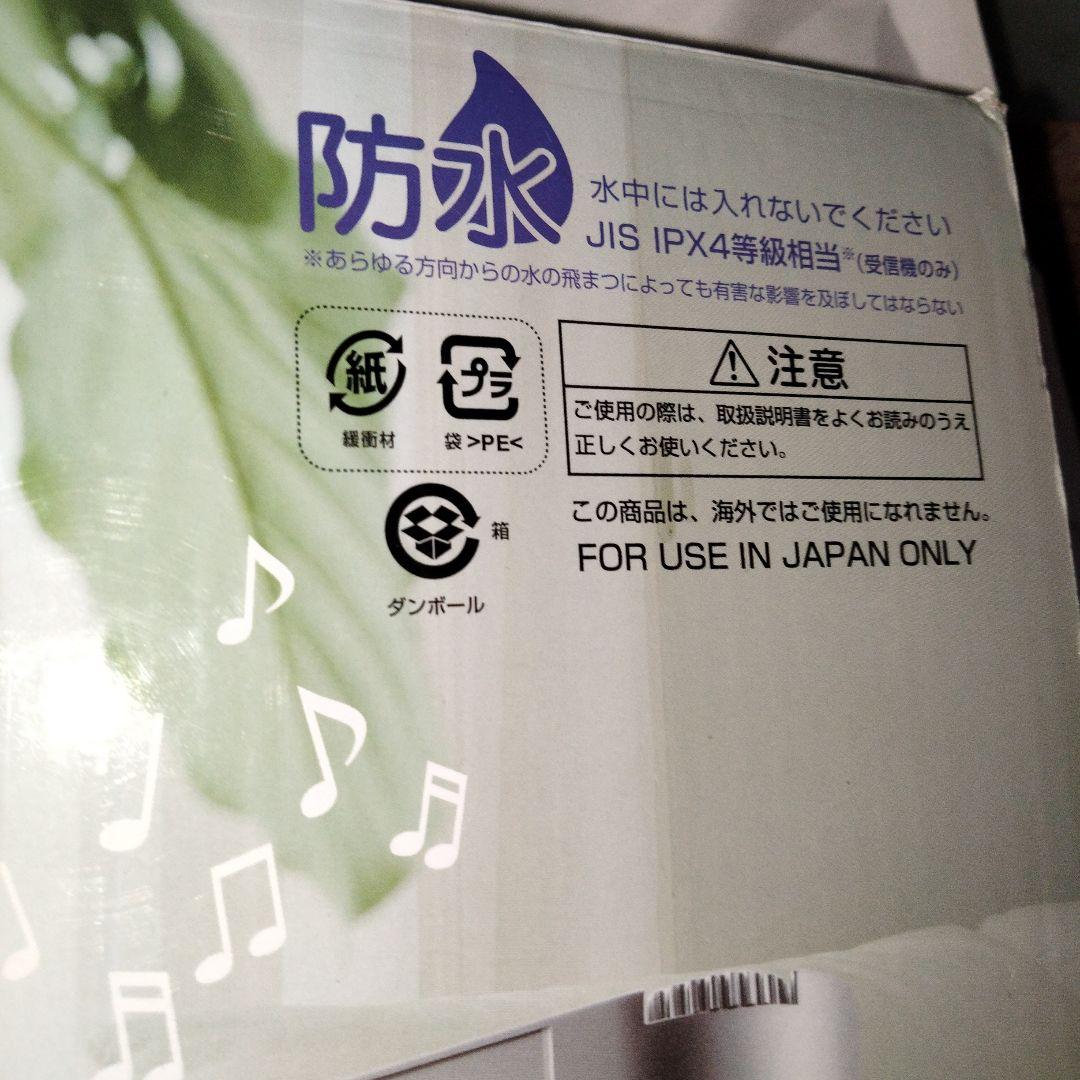 防水
水中には入れないでください
JIS IPX4等級相当※(受信機のみ)
※あらゆる方向からの水の飛まつによっても有害な影響を及ぼしてはならない
紙
プラ
緩衝材
袋>PE<
⚠注意
ご使用の際は、取扱説明書をよくお読みのうえ
正しくお使いください。
箱
ダンボール
この商品は、海外ではご使用になれません。
FOR USE IN JAPAN ONLY